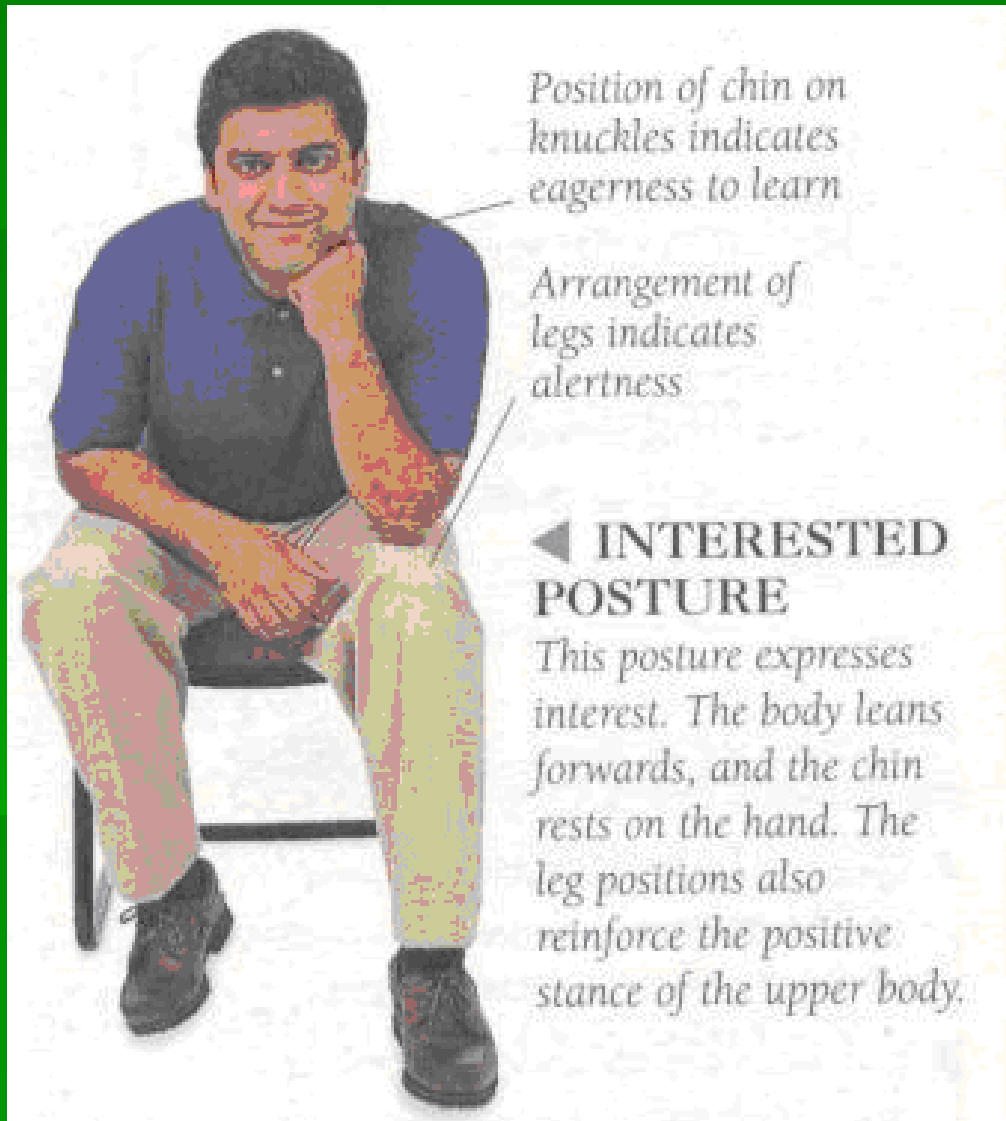 Position of chin on
knuckles indicates
eagerness to learn
Arrangement of
legs indicates
alertness
◀ INTERESTED
POSTURE
This posture expresses
interest. The body leans
forwards, and the chin
rests on the hand. The
leg positions also
reinforce the positive
stance of the upper body.